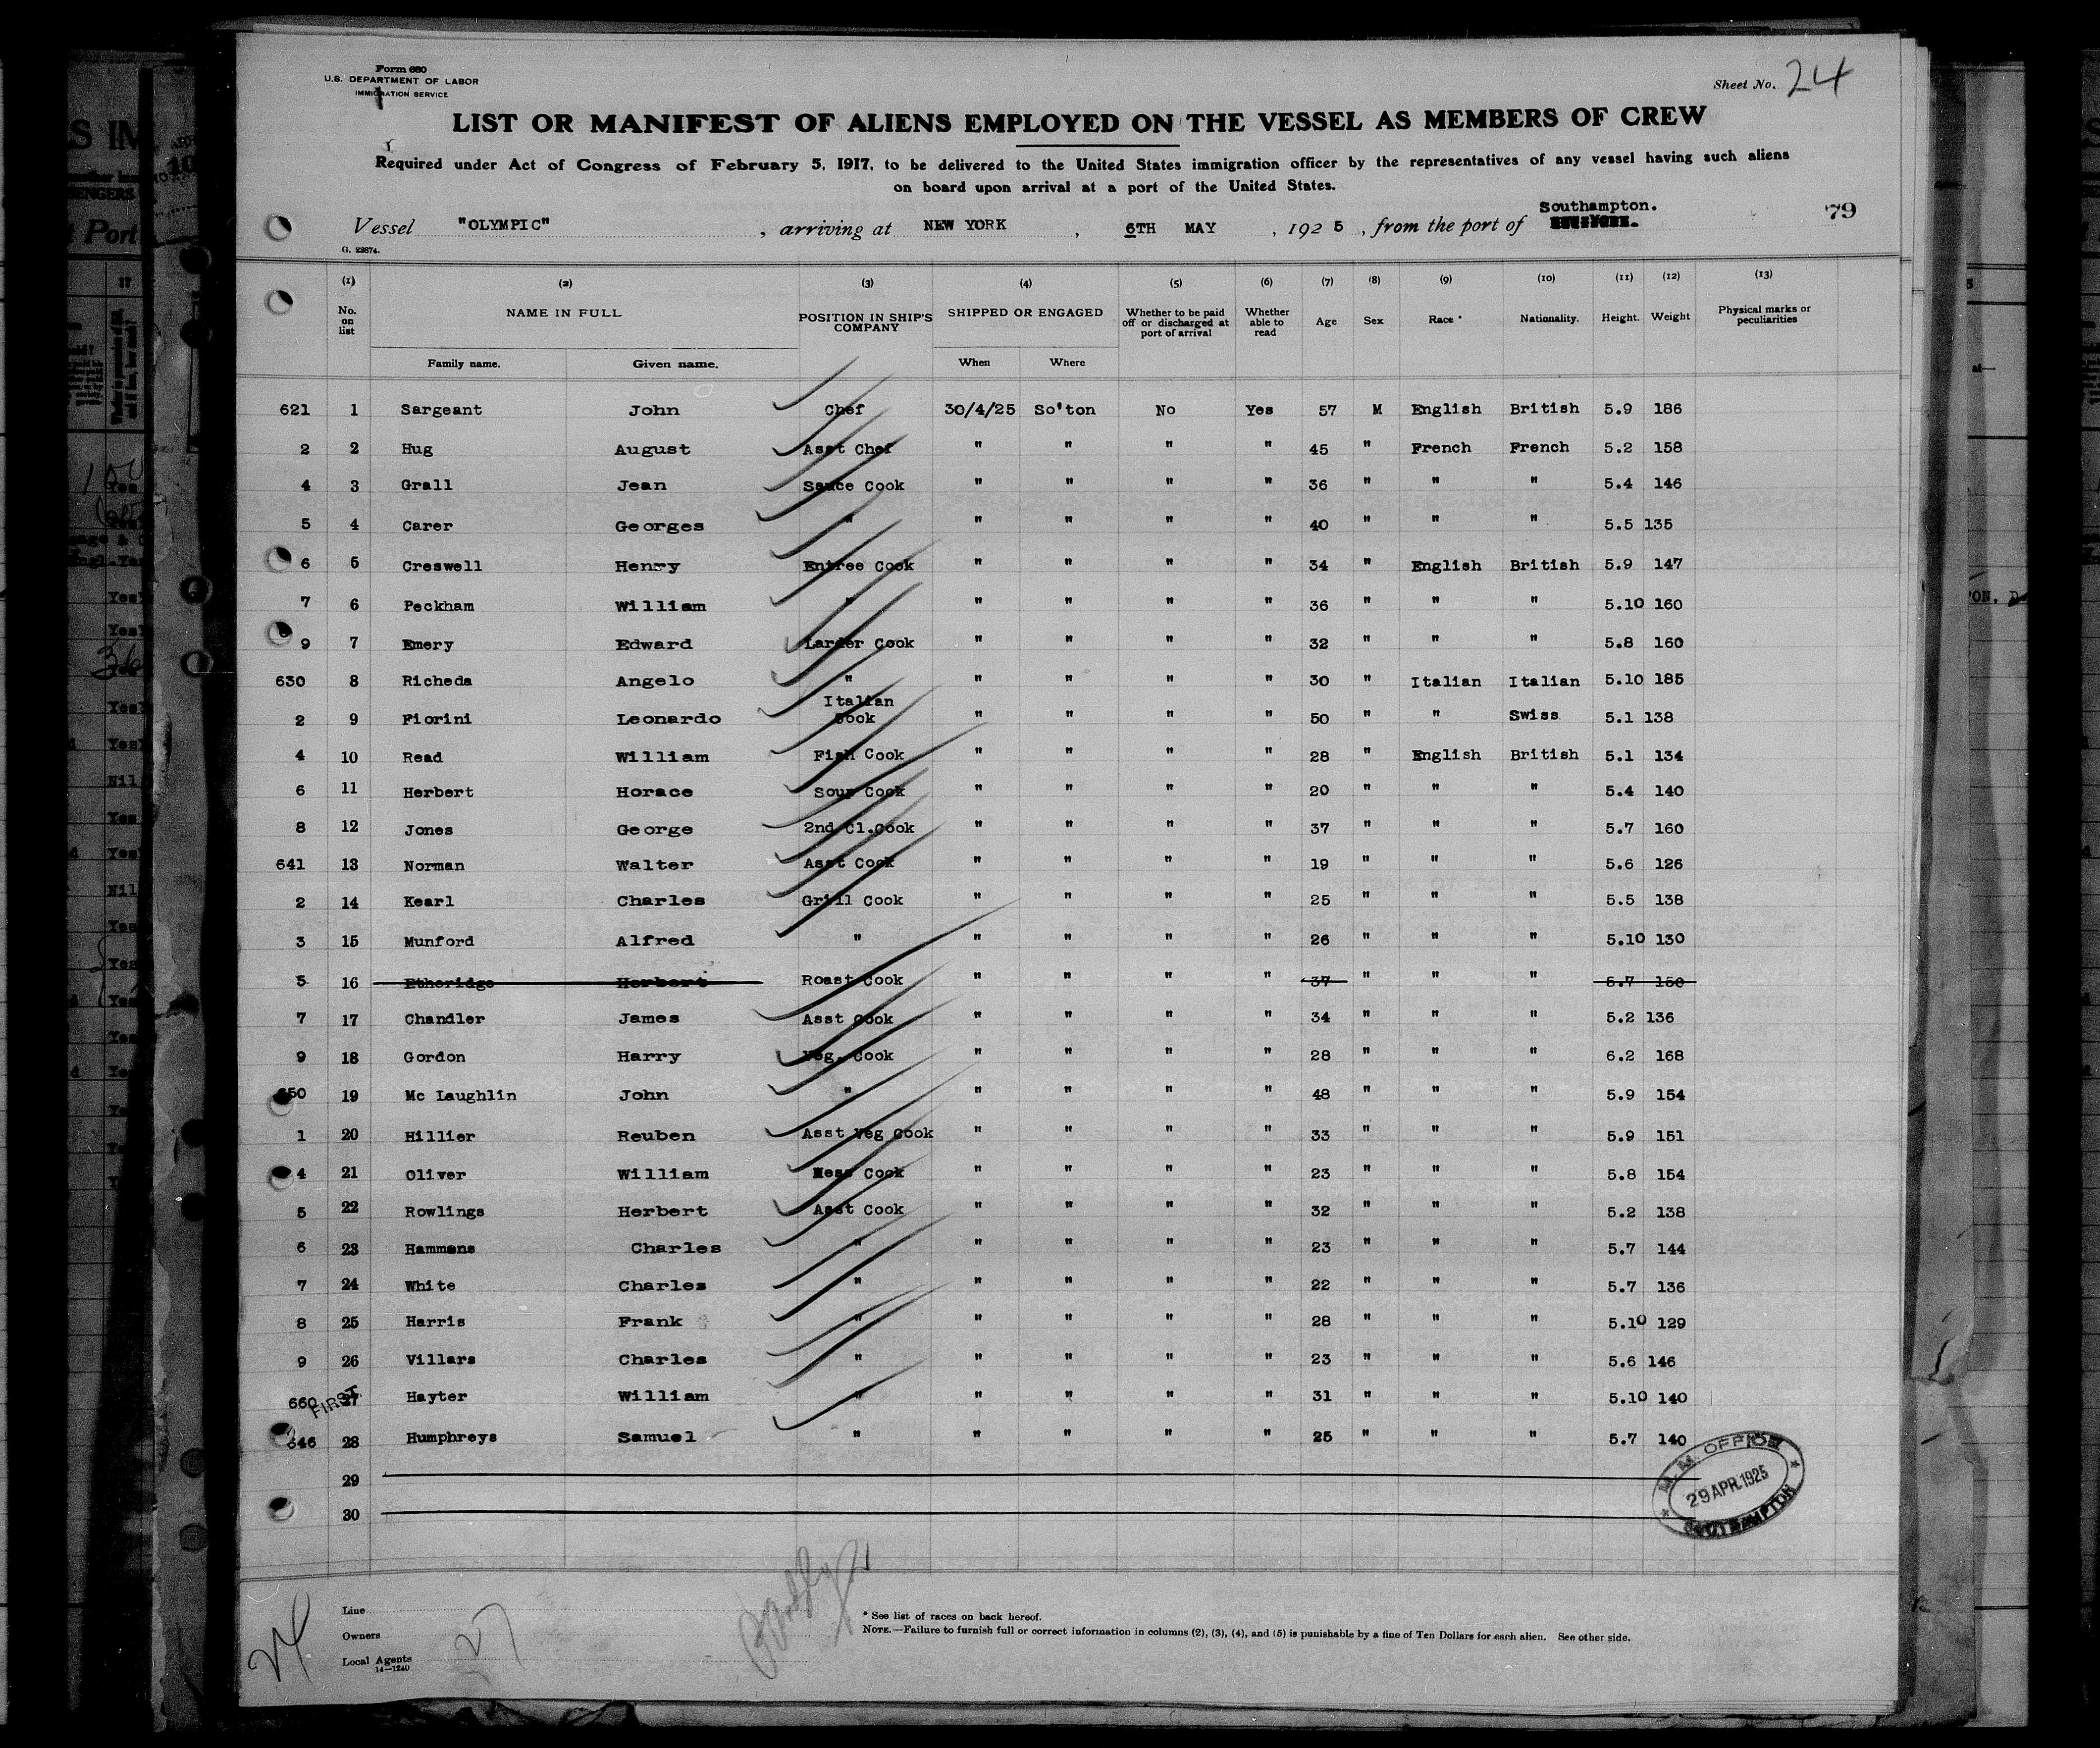 Form 680
U.S. DEPARTMENT OF LABOR
IMMIGRATION SERVICE
Sheet No. 24
LIST OR MANIFEST OF ALIENS EMPLOYED ON THE VESSEL AS MEMBERS OF CREW
Required under Act of Congress of February 5, 1917, to be delivered to the United States immigration officer by the representatives of any vessel having such aliens
on board upon arrival at a port of the United States.
Southampton.
79
Vessel "OLYMPIC", arriving at NEW YORK, 6TH MAY, 192 5, from the port of
G. 22874.
(1) (2) (3) (4) (5) (6) (7) (8) (9) (10) (11) (12) (13)
No. on list NAME IN FULL POSITION IN SHIP'S COMPANY SHIPPED OR ENGAGED Whether to be paid off or discharged at port of arrival Whether able to read Age Sex Race * Nationality. Height. Weight Physical marks or peculiarities
Family name. Given name. When Where
621 1 Sargeant John Chef 30/4/25 So'ton No Yes 57 M English British 5.9 186
2 2 Hug August Asst Chef " " " " 45 " French French 5.2 158
4 3 Grall Jean Sauce Cook " " " " 36 " " " 5.4 146
5 4 Carer Georges " " " " " 40 " " " 5.5 135
6 5 Creswell Henry Entree Cook " " " " 34 " English British 5.9 147
7 6 Peckham William " " " " " 36 " " " 5.10 160
9 7 Emery Edward Larder Cook " " " " 32 " " " 5.8 160
630 8 Richeda Angelo " " " " " 30 " Italian Italian 5.10 185
2 9 Fiorini Leonardo Italian Cook " " " " 50 " " Swiss 5.1 138
4 10 Read William Fish Cook " " " " 28 " English British 5.1 134
6 11 Herbert Horace Soup Cook " " " " 20 " " " 5.4 140
8 12 Jones George 2nd Cl.Cook " " " " 37 " " " 5.7 160
641 13 Norman Walter Asst Cook " " " " 19 " " " 5.6 126
2 14 Kearl Charles Grill Cook " " " " 25 " " " 5.5 138
3 15 Munford Alfred " " " " " 26 " " " 5.10 130
5 16 Etheridge Herbert Roast Cook " " " " 37 " " " 5.7 150
7 17 Chandler James Asst Cook " " " " 34 " " " 5.2 136
9 18 Gordon Harry Veg. Cook " " " " 28 " " " 6.2 168
650 19 Mc Laughlin John " " " " " 48 " " " 5.9 154
1 20 Hillier Reuben Asst Veg Cook " " " " 33 " " " 5.9 151
4 21 Oliver William Mess Cook " " " " 23 " " " 5.8 154
5 22 Rowlings Herbert Asst Cook " " " " 32 " " " 5.2 138
6 23 Hammans Charles " " " " " 23 " " " 5.7 144
7 24 White Charles " " " " " 22 " " " 5.7 136
8 25 Harris Frank " " " " " 28 " " " 5.10 129
9 26 Villars Charles " " " " " 23 " " " 5.6 146
660 FIRST 27 Hayter William " " " " " 31 " " " 5.10 140
646 28 Humphreys Samuel " " " " " 25 " " " 5.7 140
29
30
M.M. OFFICE
29 APR.1925
SOUTHAMPTON
Line
Owners
Local Agents
14—1240
27
* See list of races on back hereof.
NOTE.—Failure to furnish full or correct information in columns (2), (3), (4), and (5) is punishable by a fine of Ten Dollars for each alien. See other side.